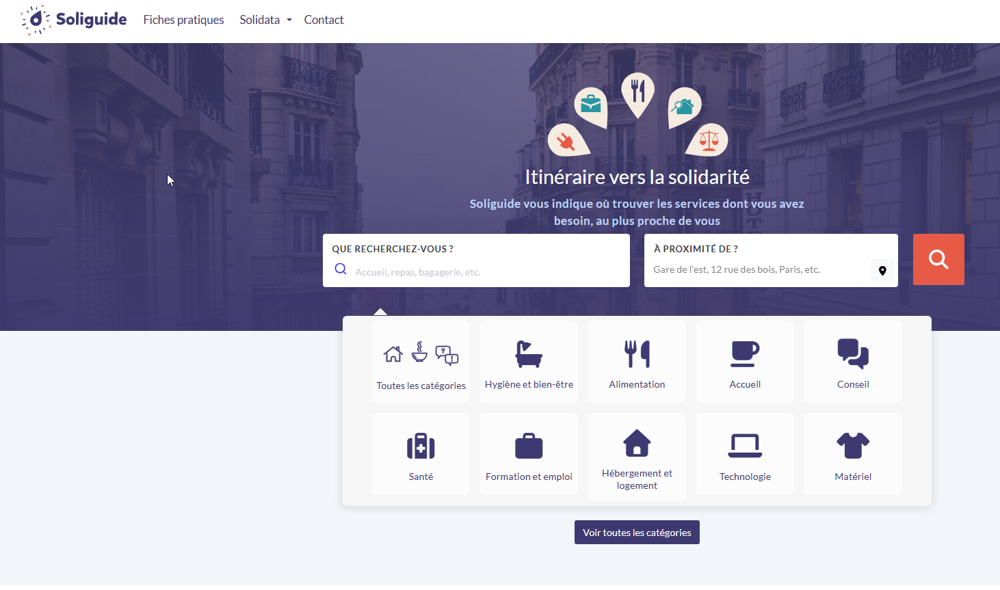 Soliguide
Fiches pratiques
Solidata
Contact
Itinéraire vers la solidarité
Soliguide vous indique où trouver les services dont vous avez
besoin, au plus proche de vous
QUE RECHERCHEZ-VOUS ?
Accueil, repas, bagagerie, etc.
À PROXIMITÉ DE ?
Gare de l'est, 12 rue des bois, Paris, etc.
Toutes les catégories
Hygiène et bien-être
Alimentation
Accueil
Conseil
Santé
Formation et emploi
Hébergement et
logement
Technologie
Matériel
Voir toutes les catégories